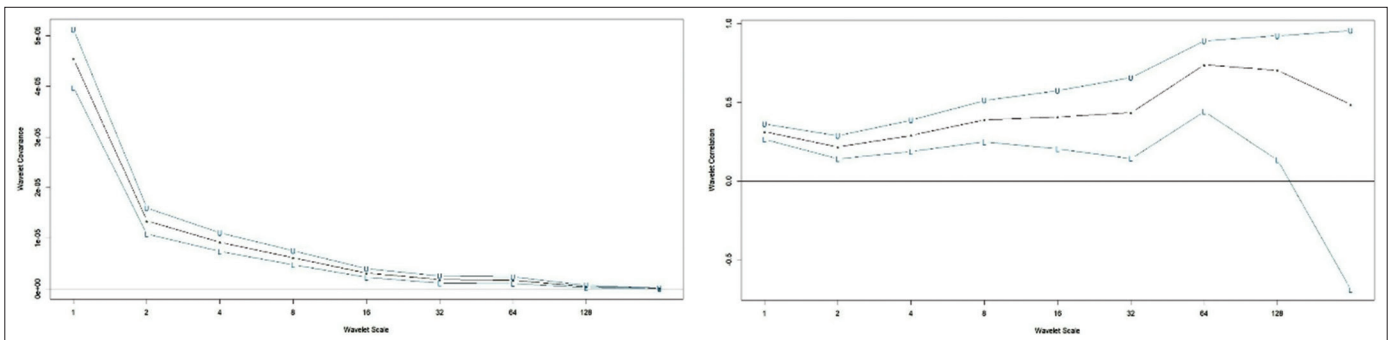 Wavelet Covariance
5e-05
4e-05
3e-05
2e-05
1e-05
0e+00
U U U U U U U U U
L L L L L L L L L
1 2 4 8 16 32 64 128
Wavelet Scale
Wavelet Correlation
1.0
0.5
0.0
-0.5
U U U U U U U U U
L L L L L L L L L
1 2 4 8 16 32 64 128
Wavelet Scale